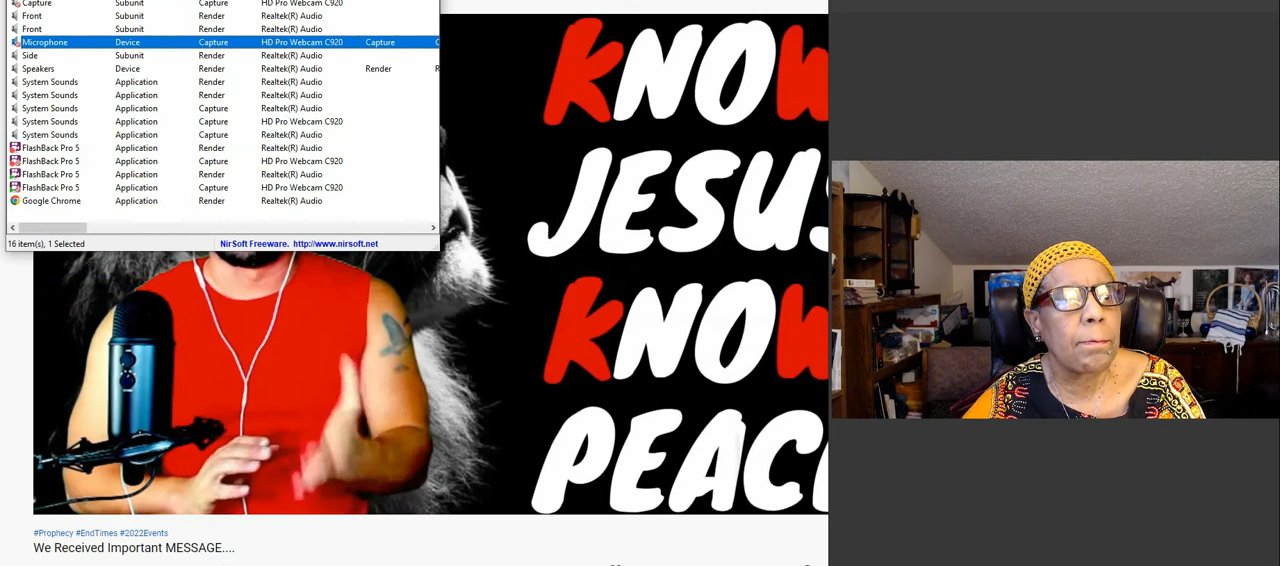 Capture Subunit Capture HD Pro Webcam C920
Front Subunit Render Realtek(R) Audio
Front Subunit Render Realtek(R) Audio
Microphone Device Capture HD Pro Webcam C920 Capture
Side Subunit Render Realtek(R) Audio
Speakers Device Render Realtek(R) Audio Render
System Sounds Application Render Realtek(R) Audio
System Sounds Application Render Realtek(R) Audio
System Sounds Application Capture Realtek(R) Audio
System Sounds Application Capture HD Pro Webcam C920
System Sounds Application Capture Realtek(R) Audio
FlashBack Pro 5 Application Render Realtek(R) Audio
FlashBack Pro 5 Application Capture HD Pro Webcam C920
FlashBack Pro 5 Application Render Realtek(R) Audio
FlashBack Pro 5 Application Capture HD Pro Webcam C920
Google Chrome Application Render Realtek(R) Audio
16 item(s), 1 Selected NirSoft Freeware. http://www.nirsoft.net
KNOW
JESUS
KNOW
PEAC
#Prophecy #EndTimes #2022Events
We Received Important MESSAGE....